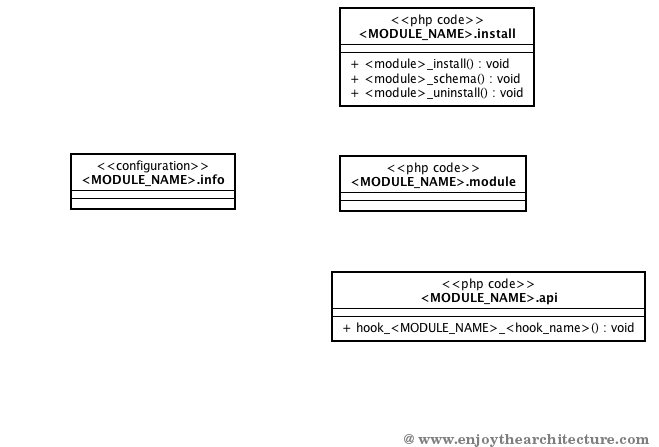 <<php code>>
<MODULE_NAME>.install
+ <module>_install() : void
+ <module>_schema() : void
+ <module>_uninstall() : void
<<configuration>>
<MODULE_NAME>.info
<<php code>>
<MODULE_NAME>.module
<<php code>>
<MODULE_NAME>.api
+ hook_<MODULE_NAME>_<hook_name>() : void
@ www.enjoythearchitecture.com